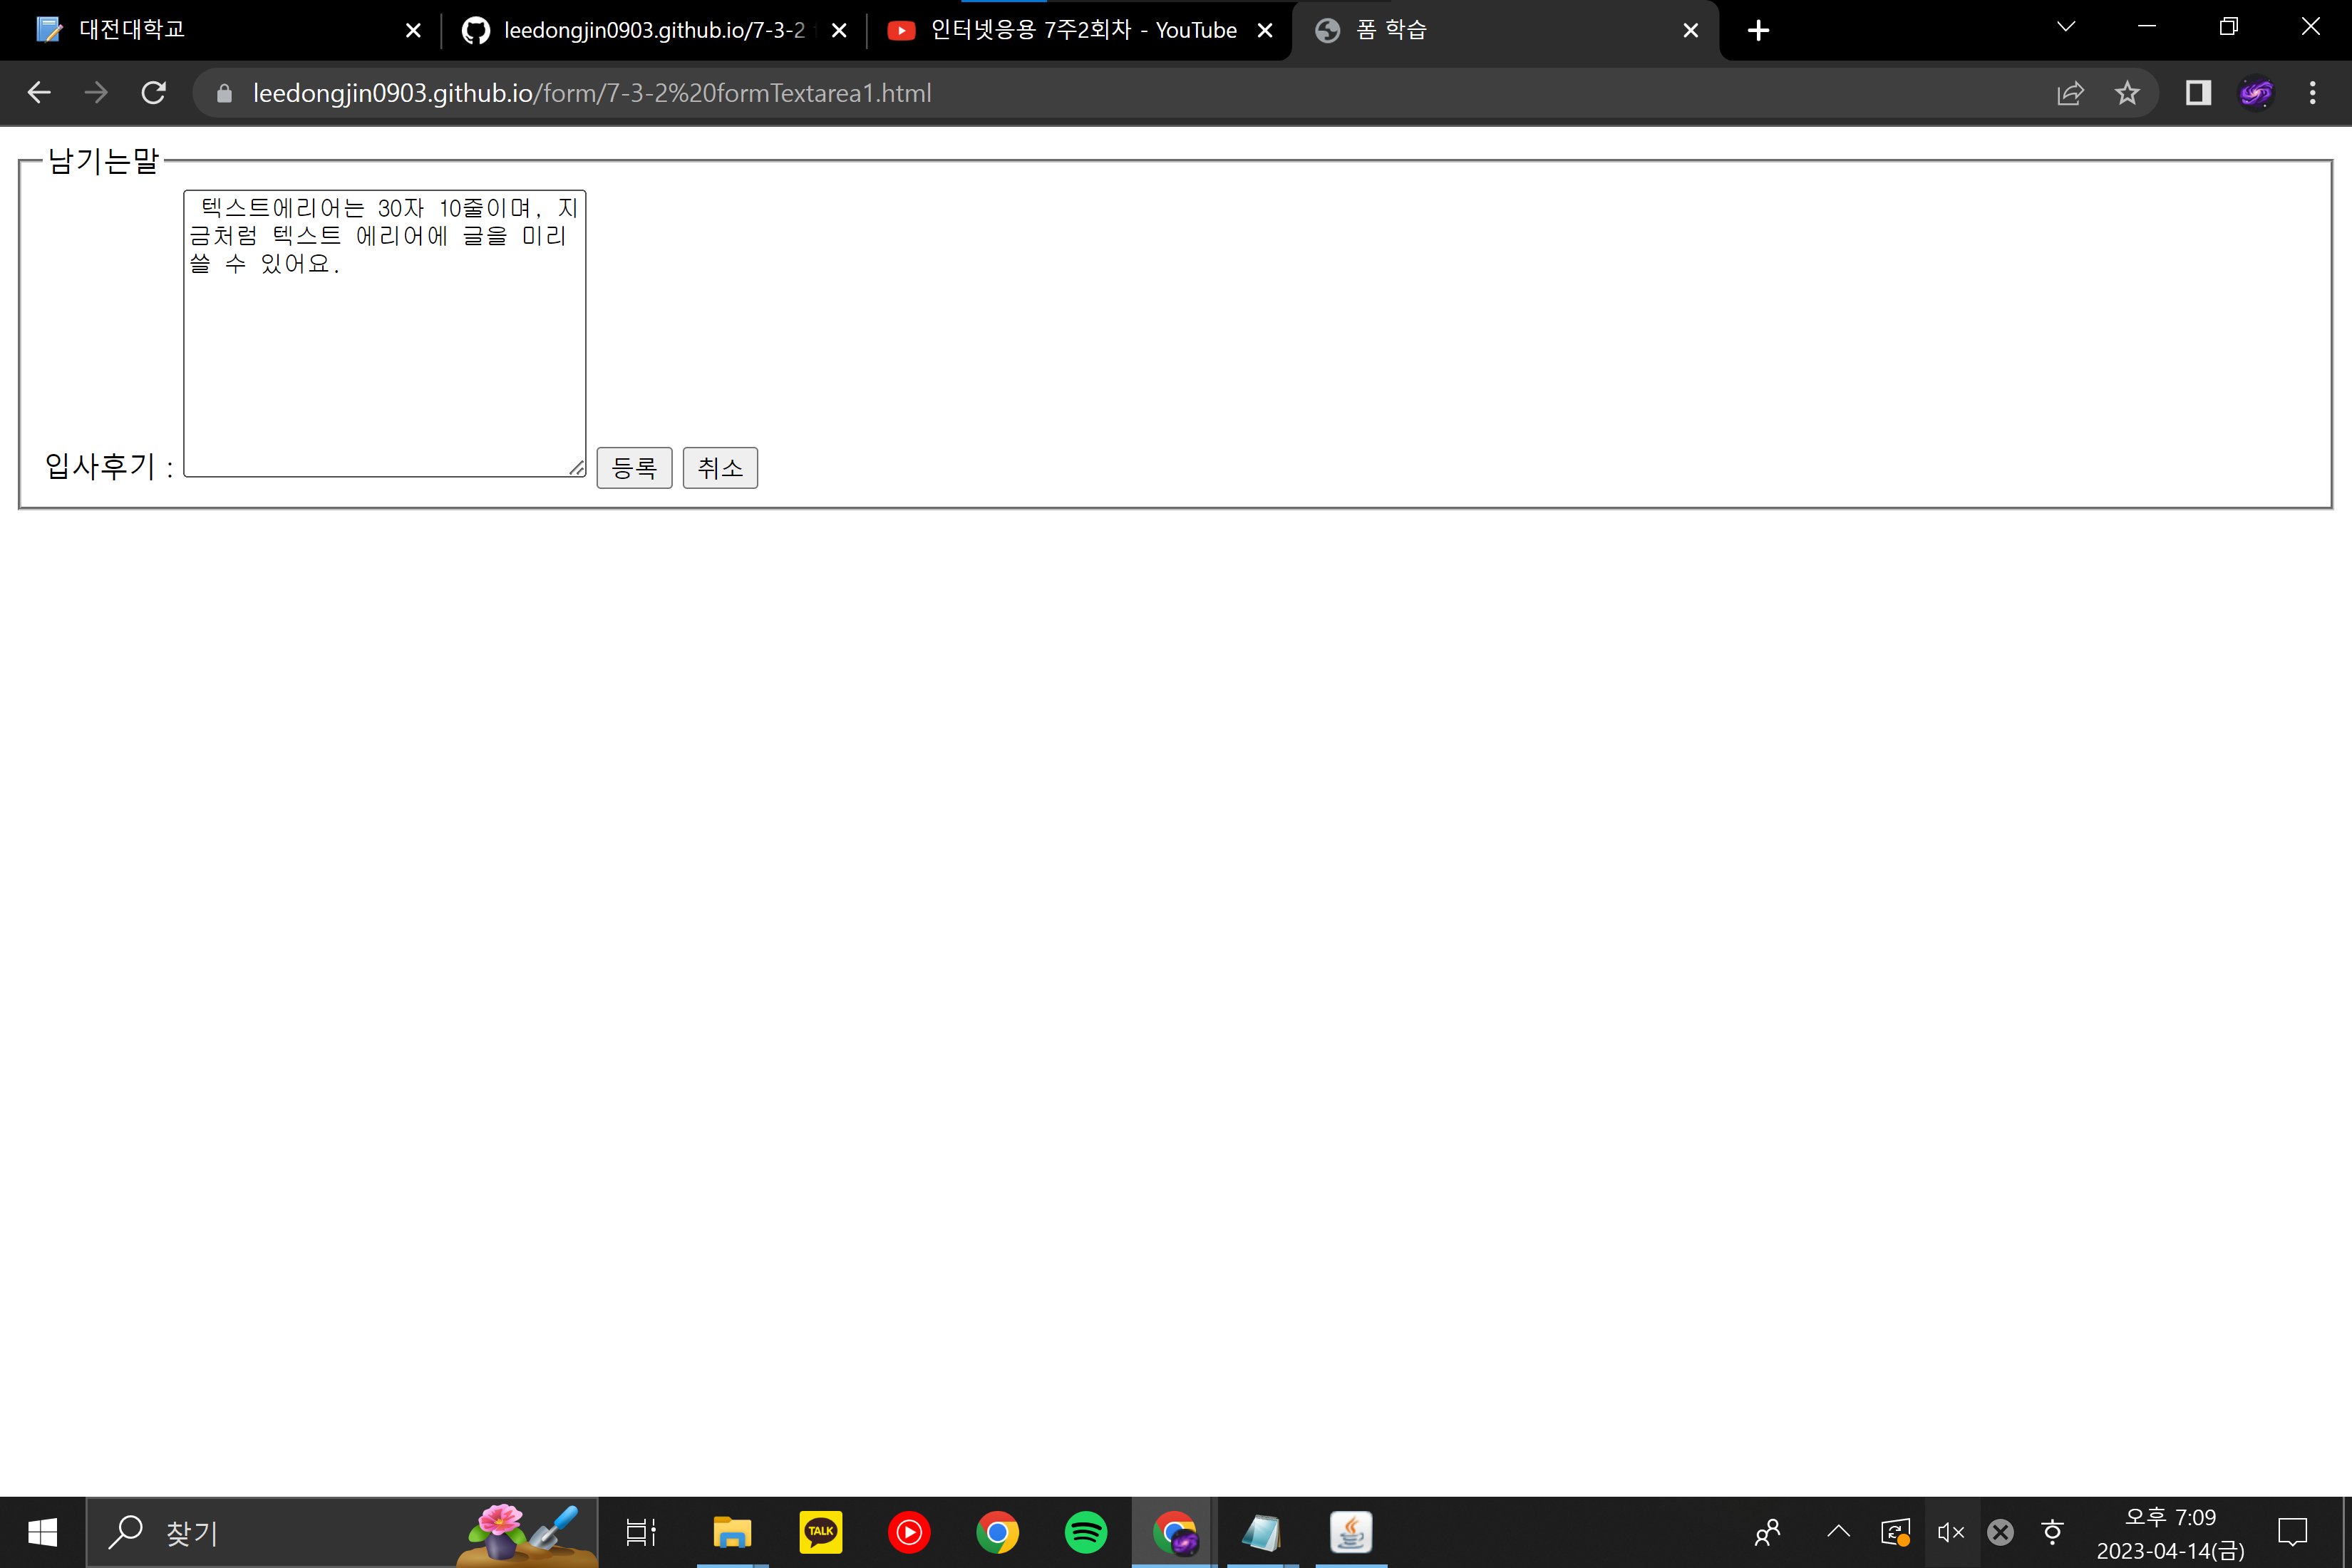 대전대학교
leedongjin0903.github.io/7-3-2
인터넷응용 7주2회차 - YouTube
폼 학습
leedongjin0903.github.io/form/7-3-2%20formTextarea1.html
남기는말
텍스트에리어는 30자 10줄이며, 지
금처럼 텍스트 에리어에 글을 미리
쓸 수 있어요.
입사후기 :
등록
취소
찾기
TALK
오후 7:09
2023-04-14(금)